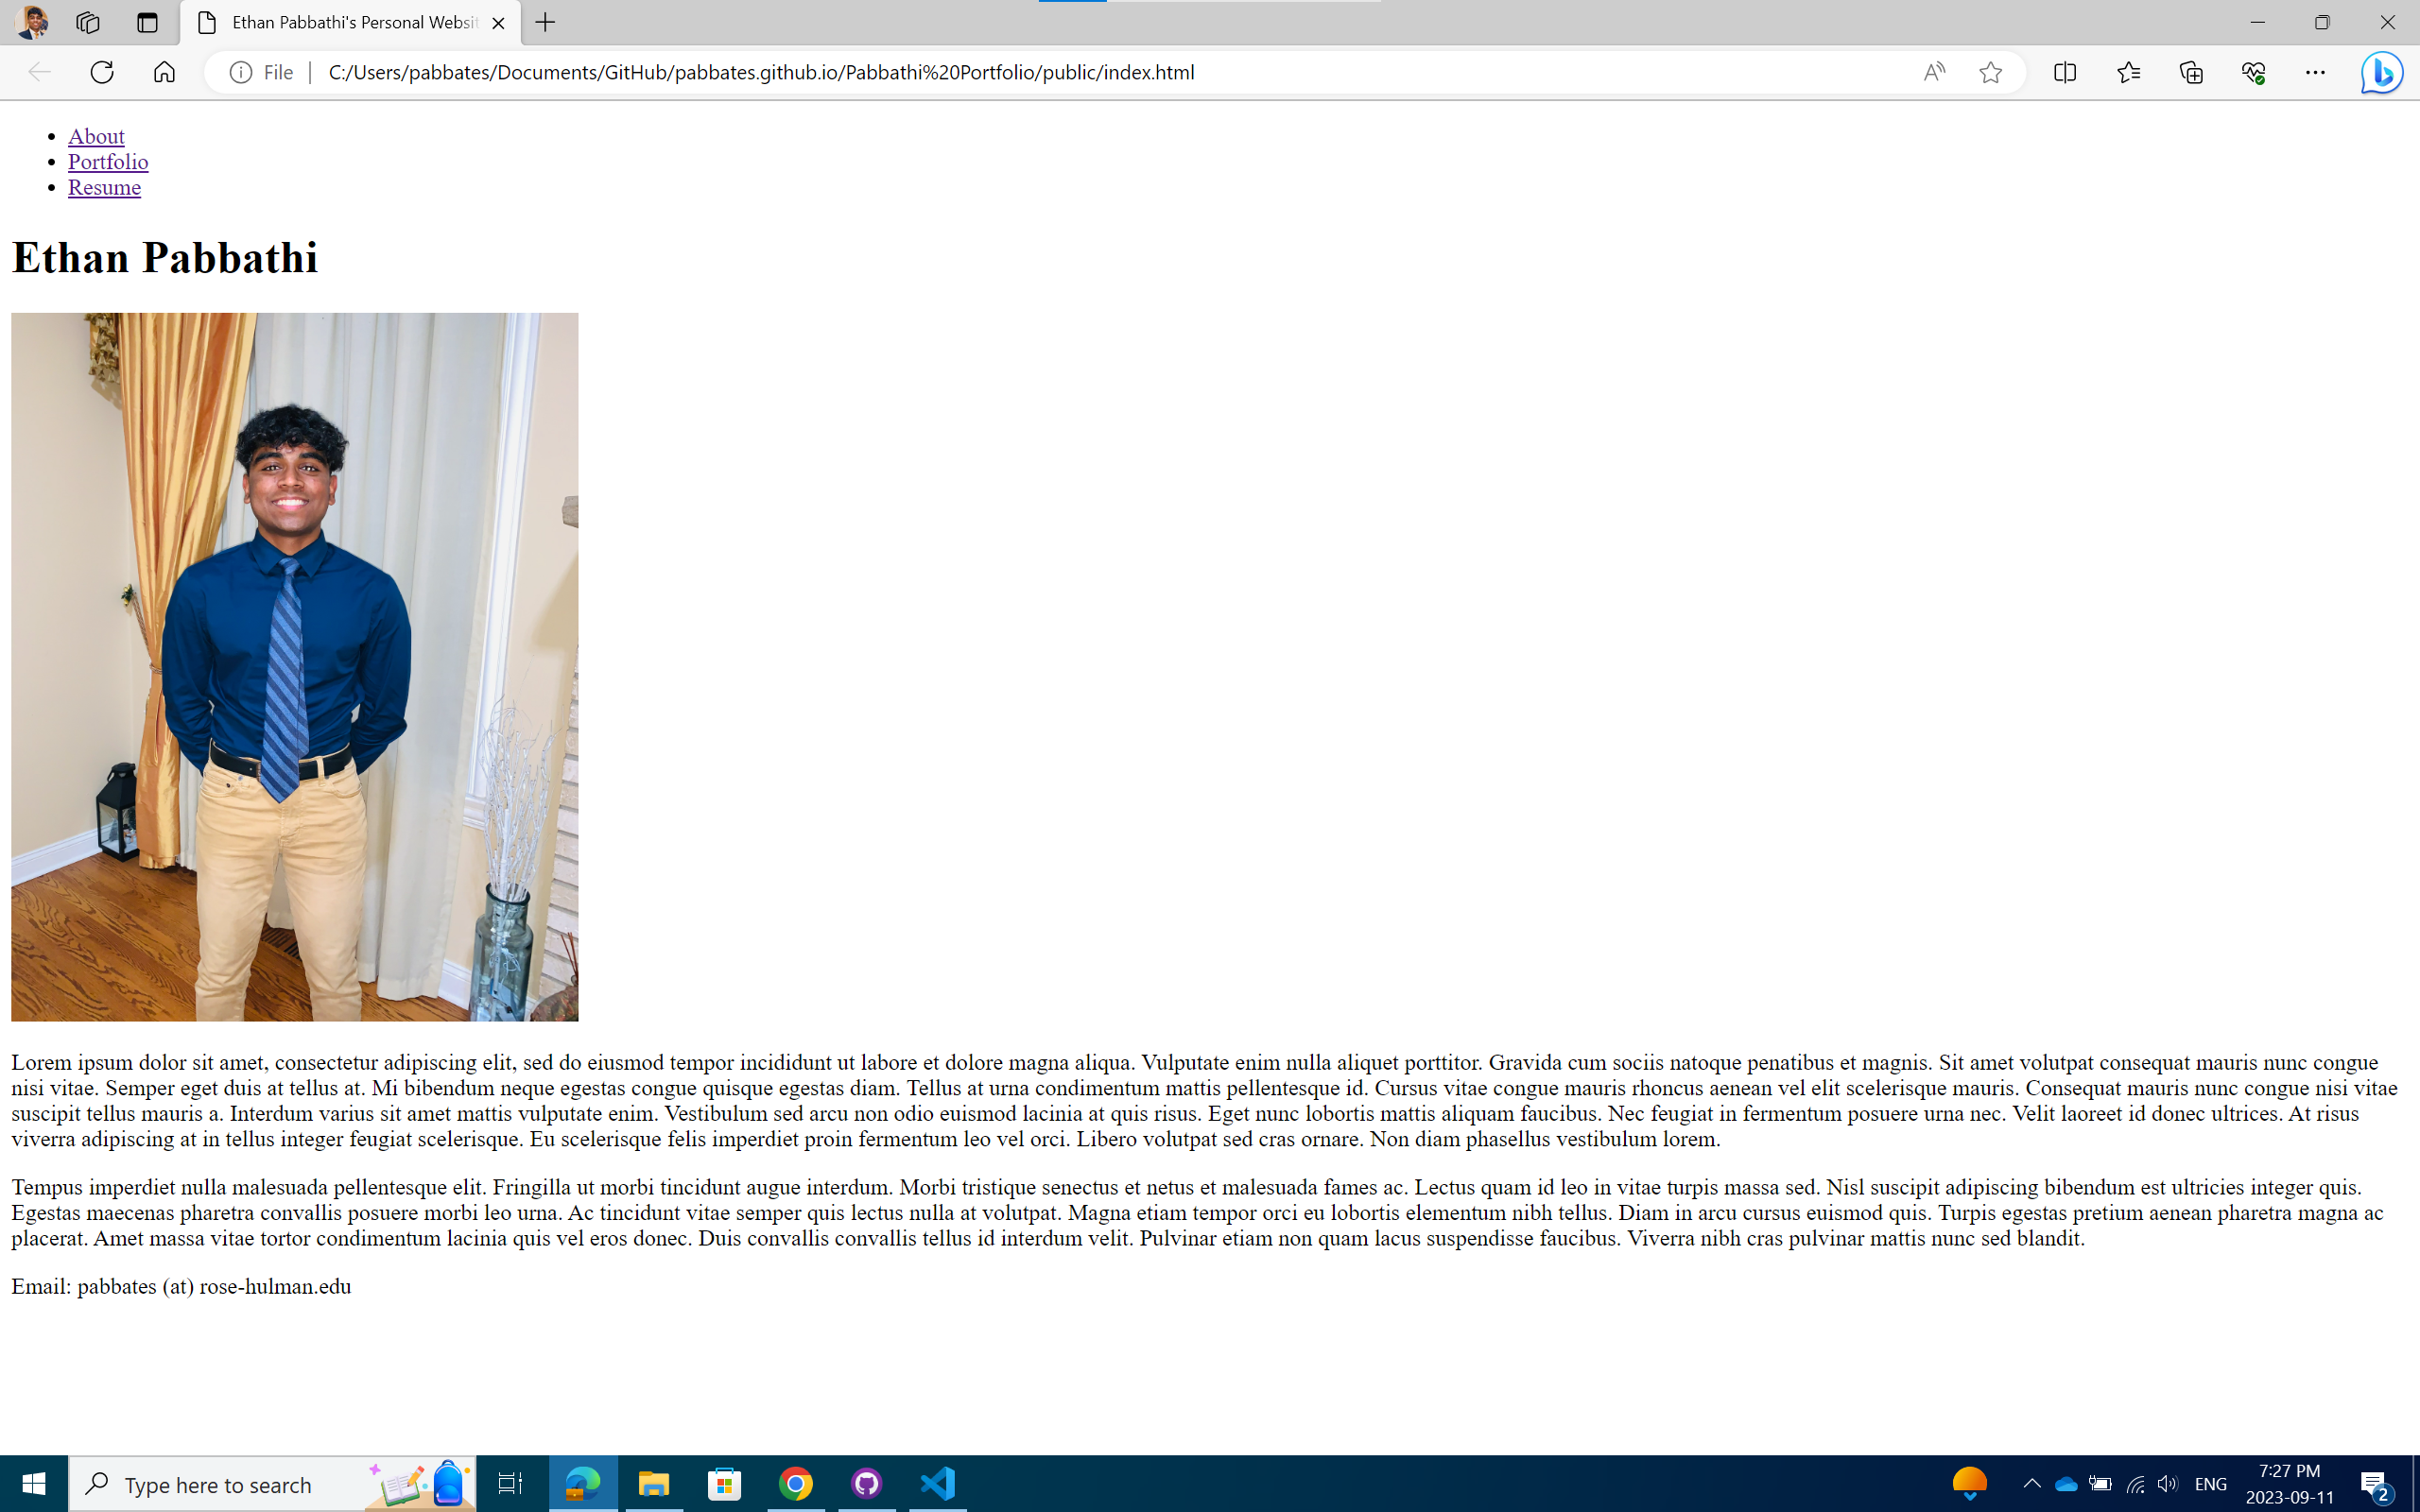 Ethan Pabbathi's Personal Websit
File
C:/Users/pabbates/Documents/GitHub/pabbates.github.io/Pabbathi%20Portfolio/public/index.html
About
Portfolio
Resume
Ethan Pabbathi
Lorem ipsum dolor sit amet, consectetur adipiscing elit, sed do eiusmod tempor incididunt ut labore et dolore magna aliqua. Vulputate enim nulla aliquet porttitor. Gravida cum sociis natoque penatibus et magnis. Sit amet volutpat consequat mauris nunc congue
nisi vitae. Semper eget duis at tellus at. Mi bibendum neque egestas congue quisque egestas diam. Tellus at urna condimentum mattis pellentesque id. Cursus vitae congue mauris rhoncus aenean vel elit scelerisque mauris. Consequat mauris nunc congue nisi vitae
suscipit tellus mauris a. Interdum varius sit amet mattis vulputate enim. Vestibulum sed arcu non odio euismod lacinia at quis risus. Eget nunc lobortis mattis aliquam faucibus. Nec feugiat in fermentum posuere urna nec. Velit laoreet id donec ultrices. At risus
viverra adipiscing at in tellus integer feugiat scelerisque. Eu scelerisque felis imperdiet proin fermentum leo vel orci. Libero volutpat sed cras ornare. Non diam phasellus vestibulum lorem.
Tempus imperdiet nulla malesuada pellentesque elit. Fringilla ut morbi tincidunt augue interdum. Morbi tristique senectus et netus et malesuada fames ac. Lectus quam id leo in vitae turpis massa sed. Nisl suscipit adipiscing bibendum est ultricies integer quis.
Egestas maecenas pharetra convallis posuere morbi leo urna. Ac tincidunt vitae semper quis lectus nulla at volutpat. Magna etiam tempor orci eu lobortis elementum nibh tellus. Diam in arcu cursus euismod quis. Turpis egestas pretium aenean pharetra magna ac
placerat. Amet massa vitae tortor condimentum lacinia quis vel eros donec. Duis convallis convallis tellus id interdum velit. Pulvinar etiam non quam lacus suspendisse faucibus. Viverra nibh cras pulvinar mattis nunc sed blandit.
Email: pabbates (at) rose-hulman.edu
Type here to search
ENG
7:27 PM
2023-09-11
2